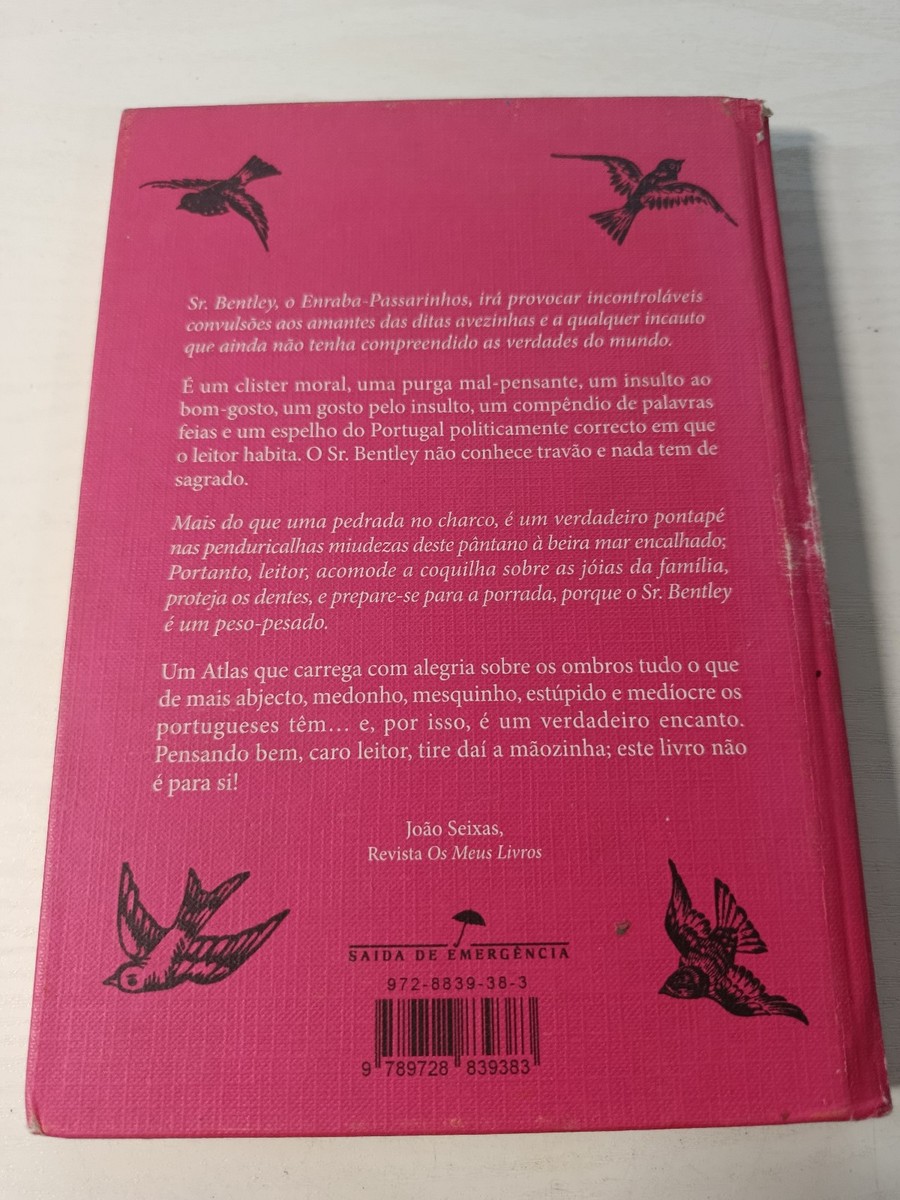 Sr. Bentley, o Enraba-Passarinhos, irá provocar incontroláveis
convulsões aos amantes das ditas avezinhas e a qualquer incauto
que ainda não tenha compreendido as verdades do mundo.
É um clister moral, uma purga mal-pensante, um insulto ao
bom-gosto, um gosto pelo insulto, um compêndio de palavras
feias e um espelho do Portugal politicamente correcto em que
o leitor habita. O Sr. Bentley não conhece travão e nada tem de
sagrado.
Mais do que uma pedrada no charco, é um verdadeiro pontapé
nas penduricalhas miudezas deste pântano à beira mar encalhado;
Portanto, leitor, acomode a coquilha sobre as jóias da família,
proteja os dentes, e prepare-se para a porrada, porque o Sr. Bentley
é um peso-pesado.
Um Atlas que carrega com alegria sobre os ombros tudo o que
de mais abjecto, medonho, mesquinho, estúpido e medíocre os
portugueses têm... e, por isso, é um verdadeiro encanto.
Pensando bem, caro leitor, tire daí a mãozinha; este livro não
é para si!
João Seixas,
Revista Os Meus Livros
SAIDA DE EMERGÊNCIA
972-8839-38-3
9 789728 839383